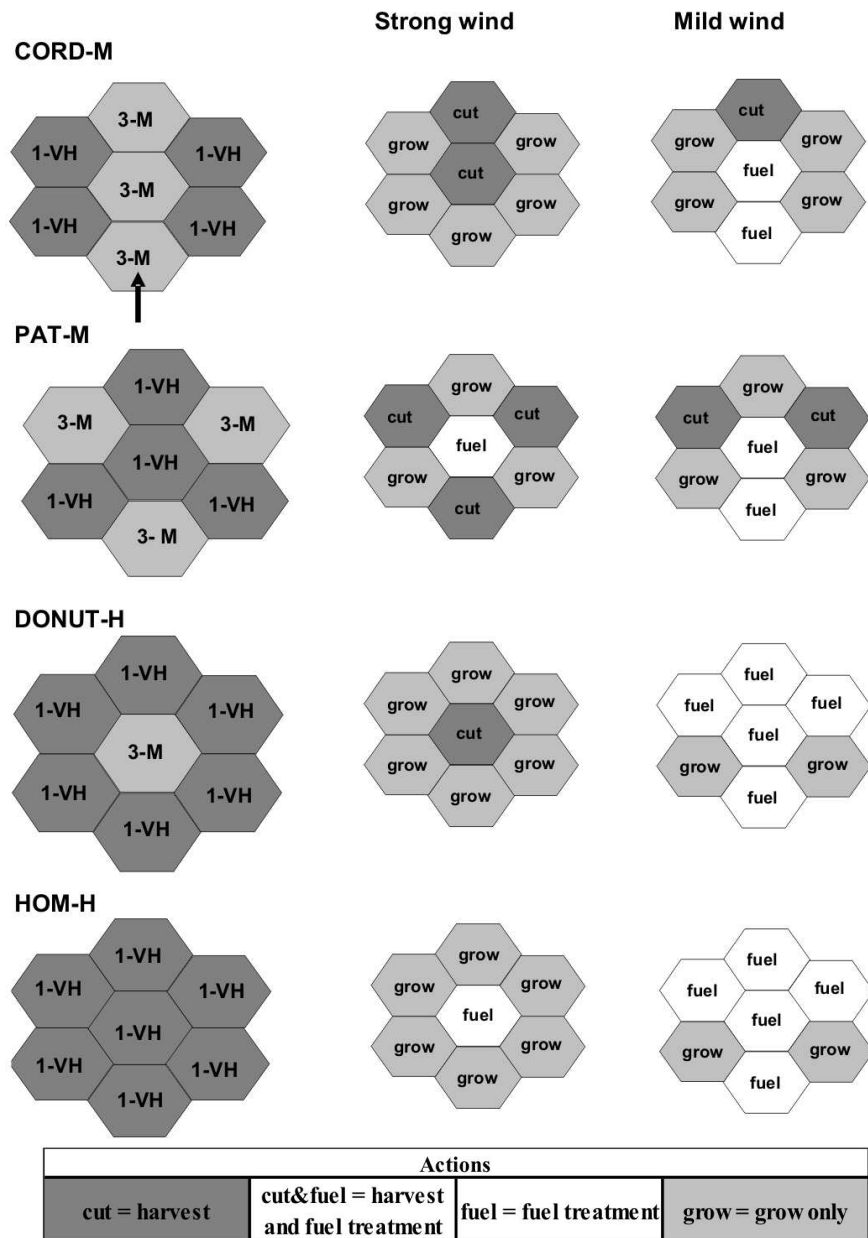 Strong wind
Mild wind
CORD-M
3-M
1-VH
1-VH
3-M
1-VH
1-VH
3-M
cut
grow
grow
cut
grow
grow
grow
cut
grow
grow
fuel
grow
grow
fuel
PAT-M
1-VH
3-M
3-M
1-VH
1-VH
1-VH
3- M
grow
cut
cut
fuel
grow
grow
cut
grow
cut
cut
fuel
grow
grow
fuel
DONUT-H
1-VH
1-VH
1-VH
3-M
1-VH
1-VH
1-VH
grow
grow
grow
cut
grow
grow
grow
fuel
fuel
fuel
fuel
grow
grow
fuel
HOM-H
1-VH
1-VH
1-VH
1-VH
1-VH
1-VH
1-VH
grow
grow
grow
fuel
grow
grow
grow
fuel
fuel
fuel
fuel
grow
grow
fuel
Actions
cut = harvest
cut&fuel = harvest
and fuel treatment
fuel = fuel treatment
grow = grow only